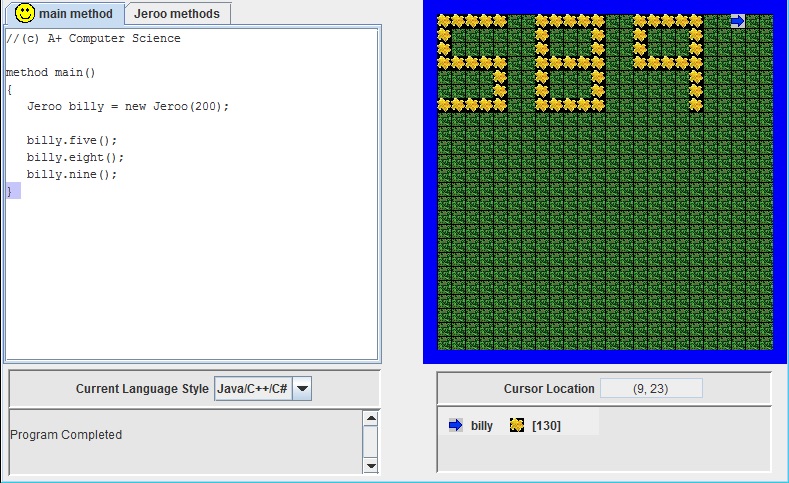 main method Jeroo methods
//(c) A+ Computer Science
method main()
{
Jeroo billy = new Jeroo(200);
billy.five();
billy.eight();
billy.nine();
}
589
Current Language Style Java/C++/C#
Program Completed
Cursor Location (9, 23)
billy [130]